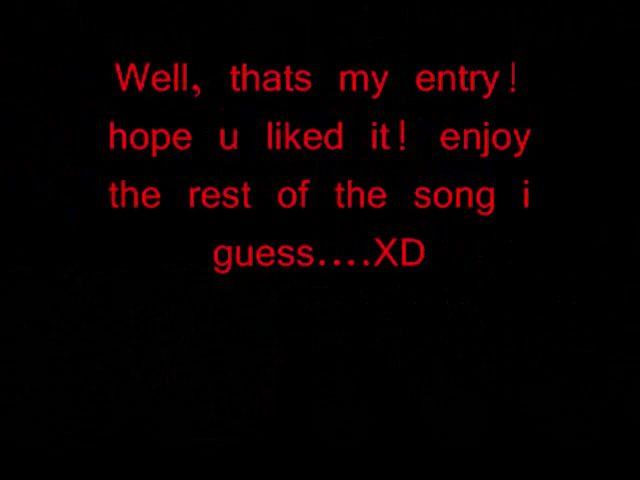 Well, thats my entry!
hope u liked it! enjoy
the rest of the song i
guess....XD